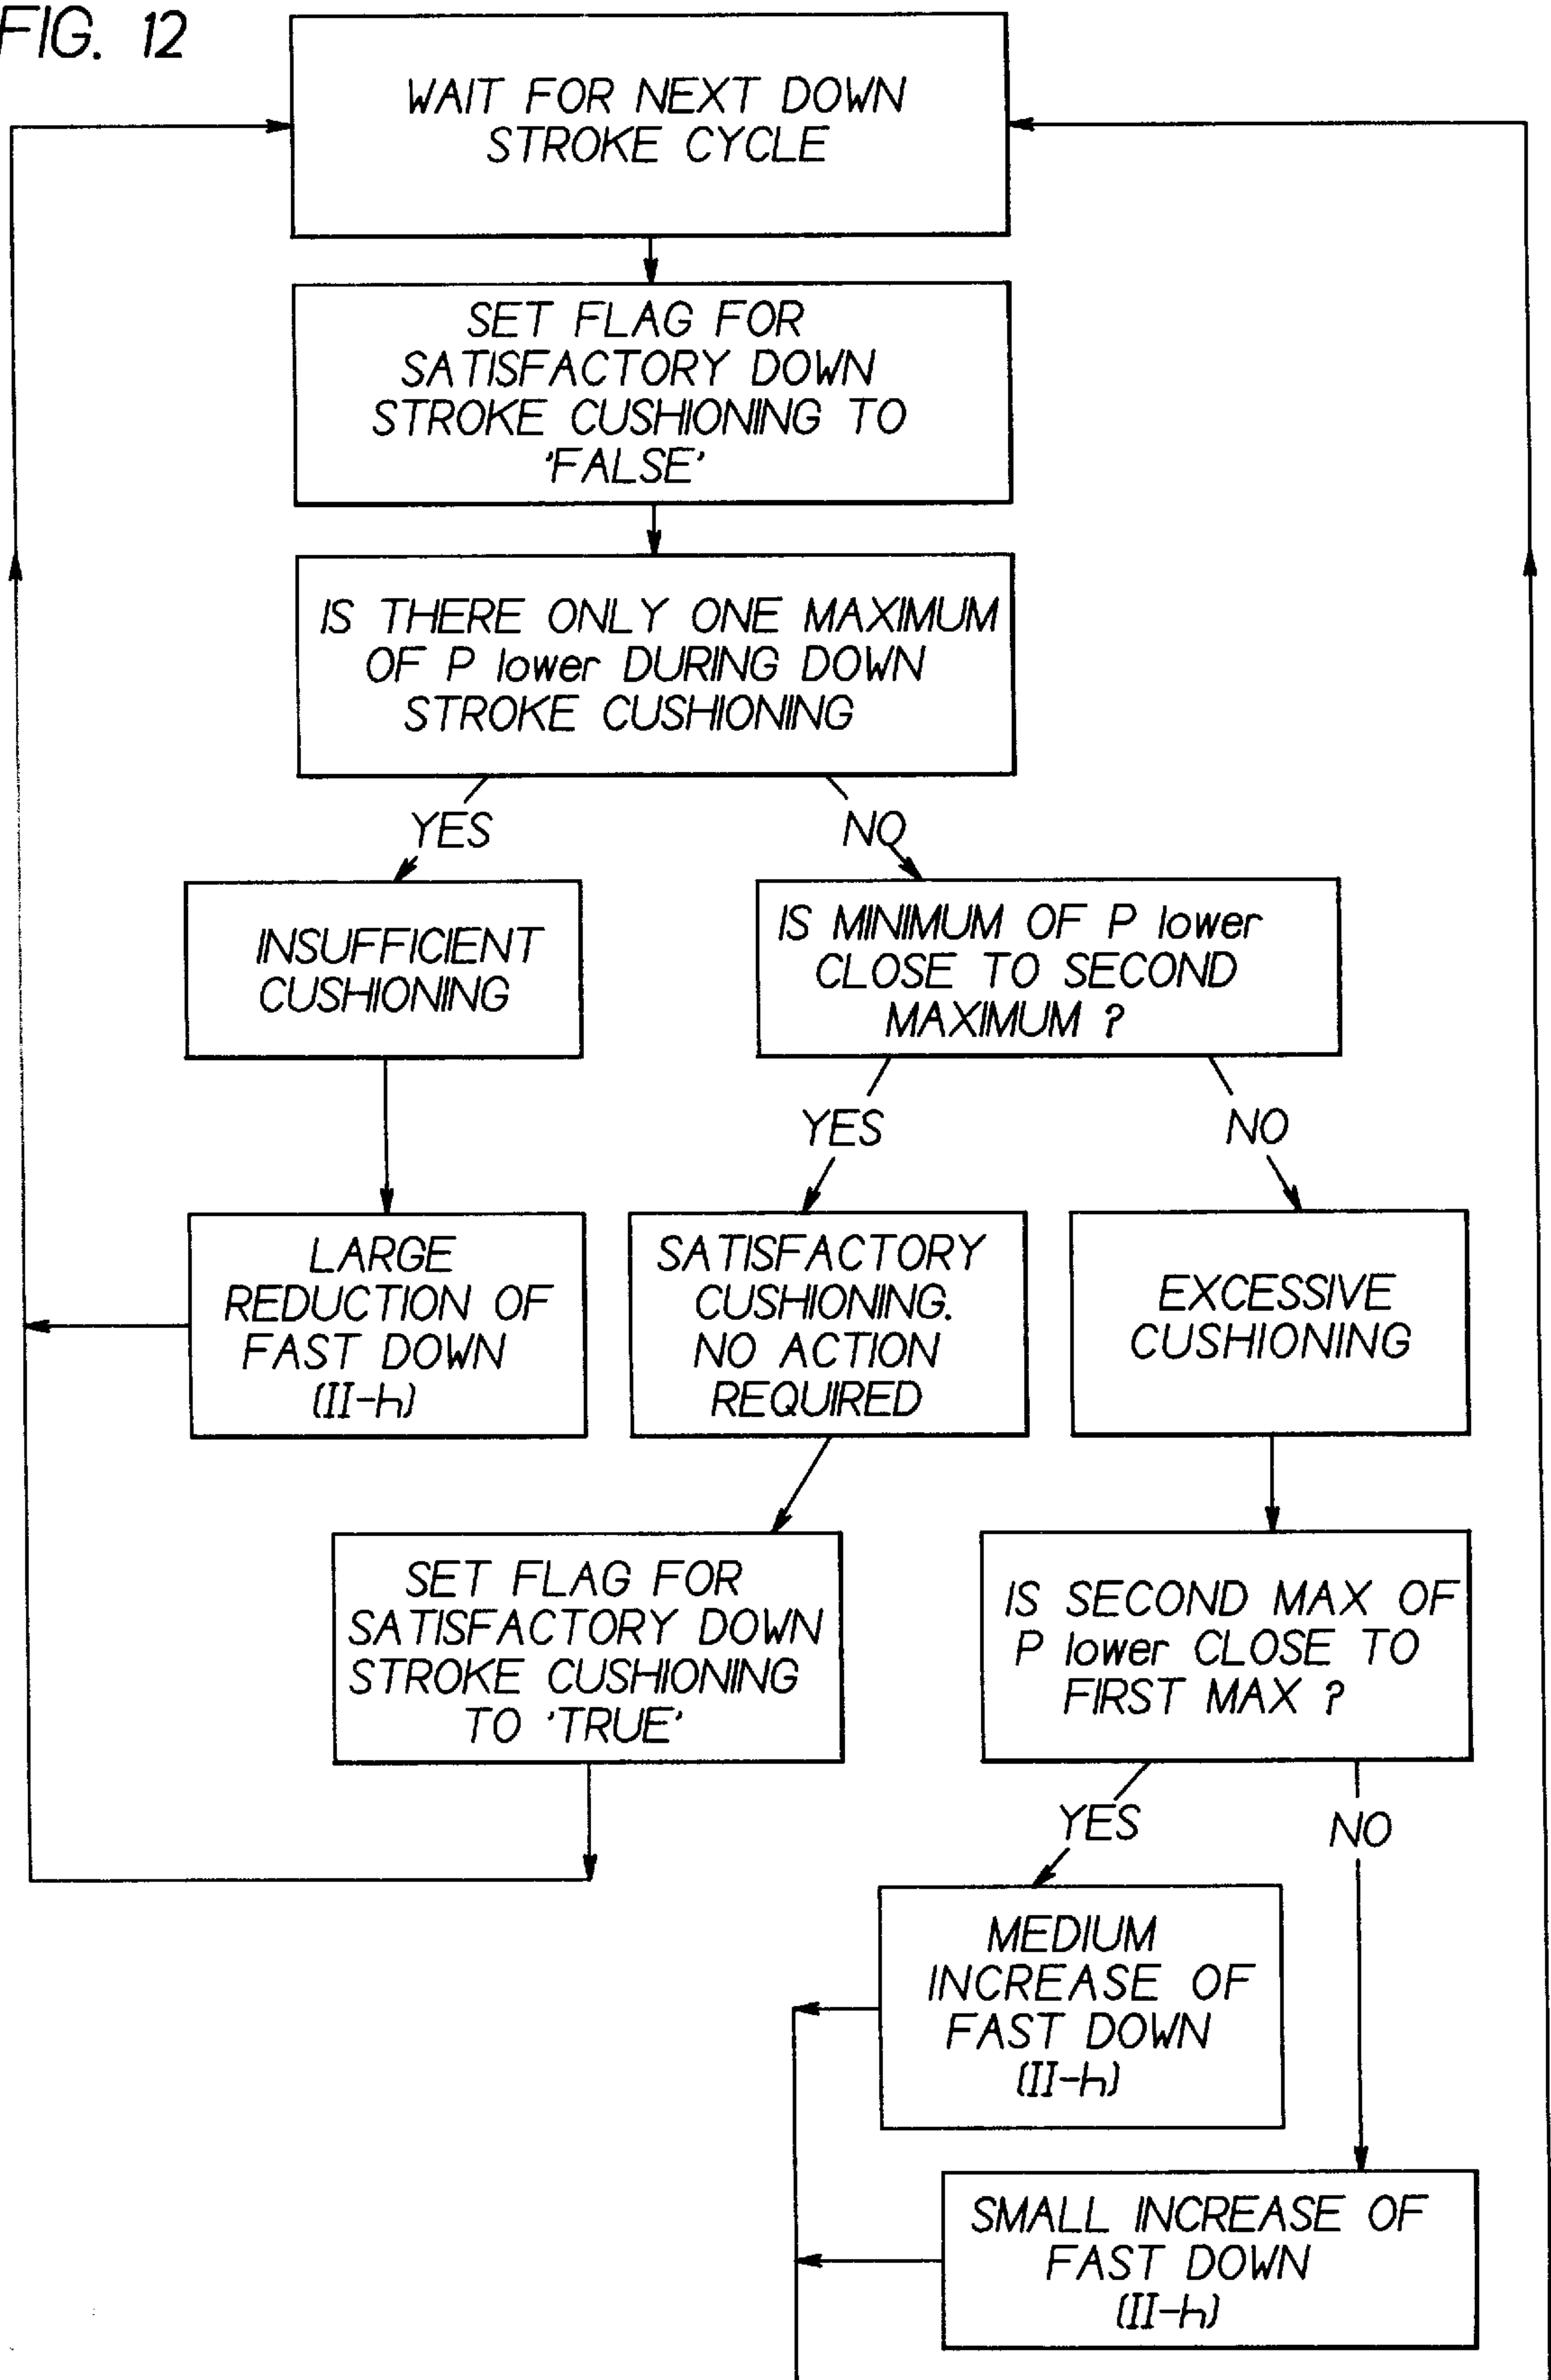 FIG. 12
WAIT FOR NEXT DOWN
STROKE CYCLE
SET FLAG FOR
SATISFACTORY DOWN
STROKE CUSHIONING TO
'FALSE'
IS THERE ONLY ONE MAXIMUM
OF P lower DURING DOWN
STROKE CUSHIONING
YES
NO
INSUFFICIENT
CUSHIONING
IS MINIMUM OF P lower
CLOSE TO SECOND
MAXIMUM ?
YES
NO
LARGE
REDUCTION OF
FAST DOWN
(II-h)
SATISFACTORY
CUSHIONING.
NO ACTION
REQUIRED
EXCESSIVE
CUSHIONING
SET FLAG FOR
SATISFACTORY DOWN
STROKE CUSHIONING
TO 'TRUE'
IS SECOND MAX OF
P lower CLOSE TO
FIRST MAX ?
YES
NO
MEDIUM
INCREASE OF
FAST DOWN
(II-h)
SMALL INCREASE OF
FAST DOWN
(II-h)